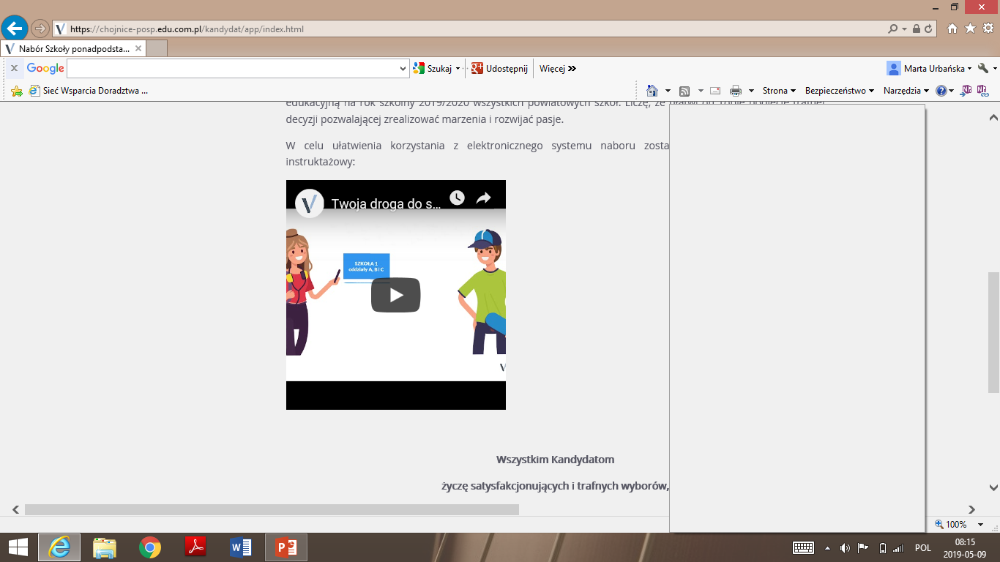 https://chojnice-posp.edu.com.pl/kandydat/app/index.html
Nabór Szkoły ponadpodsta...
Google
Szukaj
Udostępnij
Więcej
Marta Urbańska
Sieć Wsparcia Doradztwa ...
Strona
Bezpieczeństwo
Narzędzia
edukacyjną na rok szkolny 2019/2020 wszystkich powiatowych szkół. Liczę, że
decyzji pozwalającej zrealizować marzenia i rozwijać pasje.
W celu ułatwienia korzystania z elektronicznego systemu naboru zosta
instruktażowy:
Twoja droga do s...
SZKOŁA 1
oddziały A, B i C
Wszystkim Kandydatom
życzę satysfakcjonujących i trafnych wyborów,
100%
POL
08:15
2019-05-09